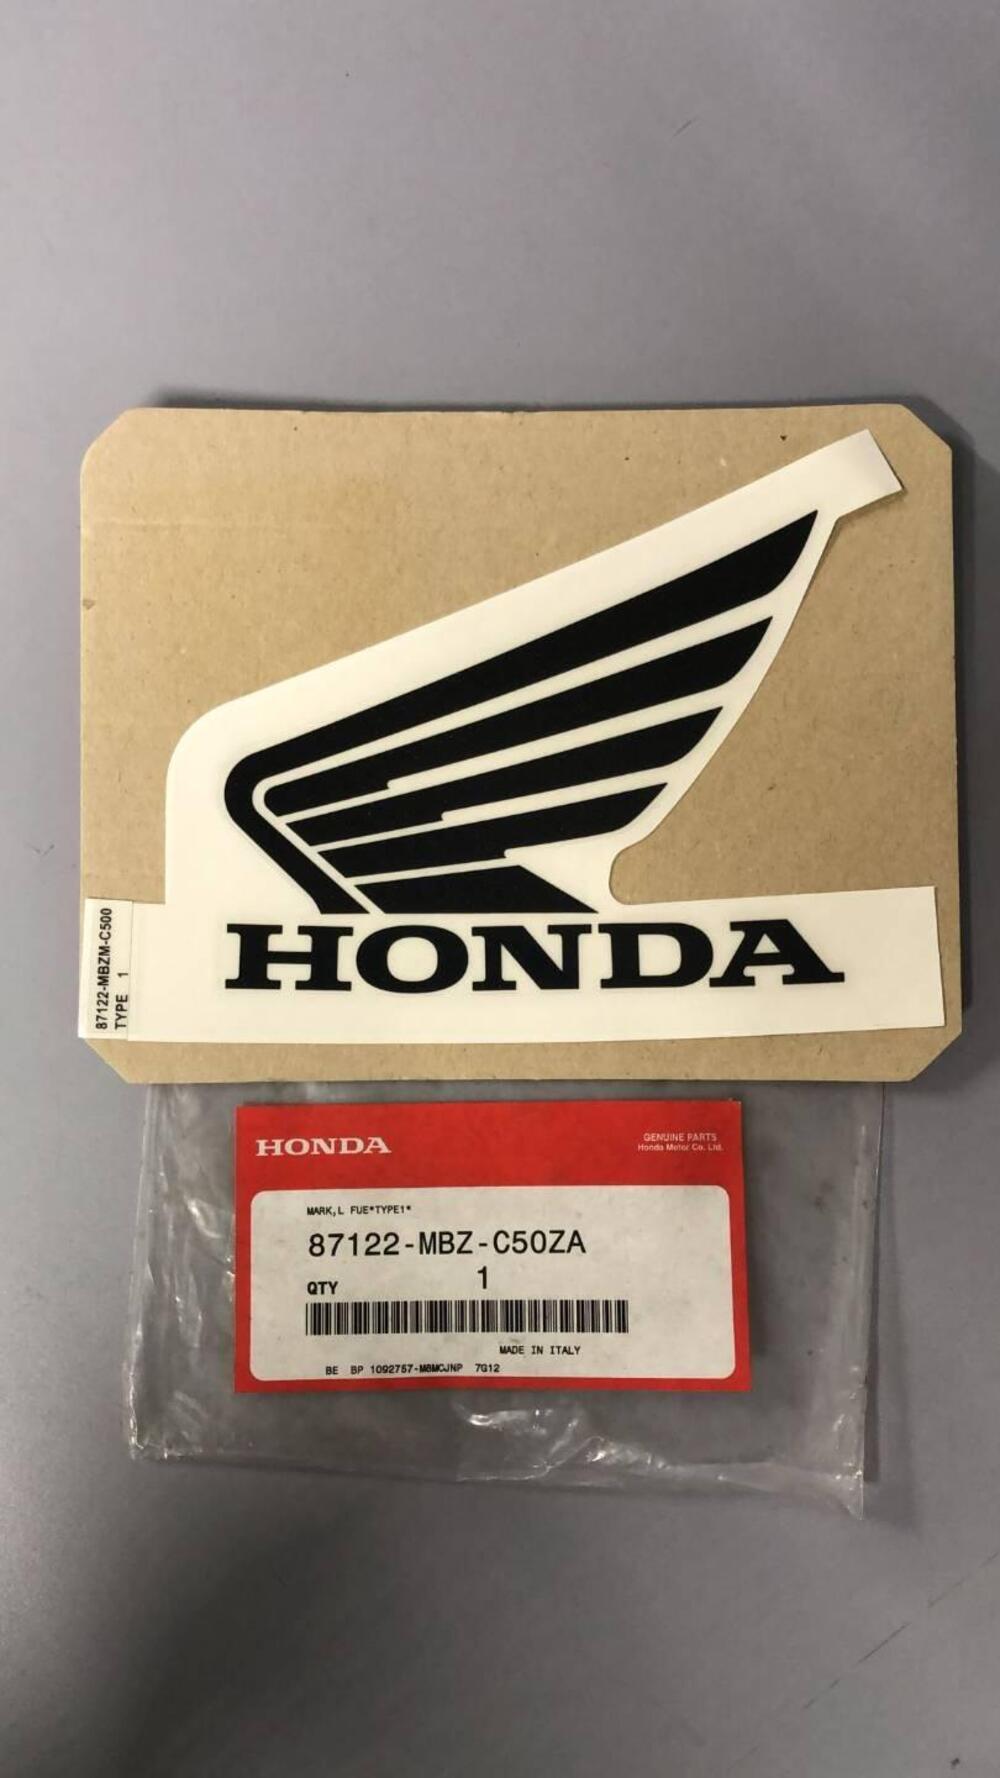 HONDA
87122-MBZM-C500
TYPE 1
HONDA
GENUINE PARTS
Honda Motor Co. Ltd.
MARK,L FUE*TYPE1*
87122-MBZ-C50ZA
QTY 1
MADE IN ITALY
BE BP 1092757-M8MCJNP 7G12